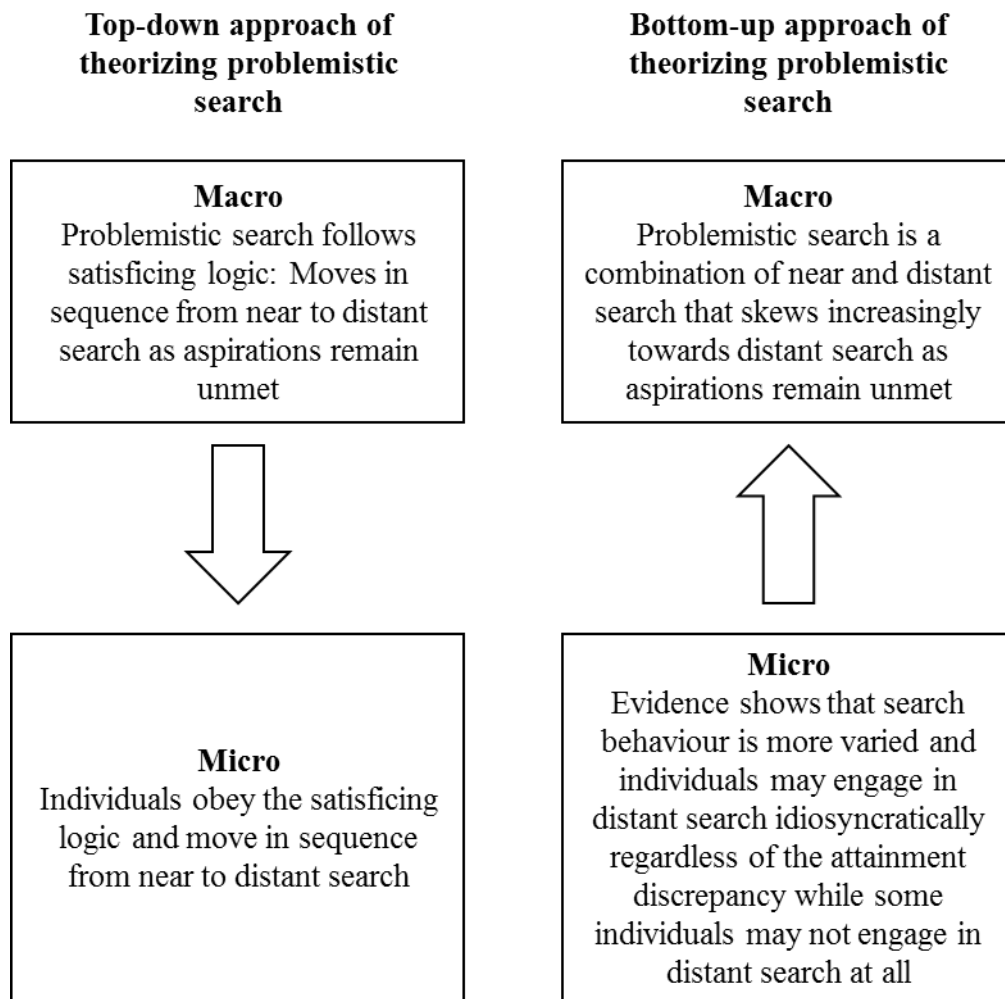 Top-down approach of
theorizing problemistic
search
Macro
Problemistic search follows
satisficing logic: Moves in
sequence from near to distant
search as aspirations remain
unmet
Micro
Individuals obey the satisficing
logic and move in sequence
from near to distant search
Bottom-up approach of
theorizing problemistic
search
Macro
Problemistic search is a
combination of near and distant
search that skews increasingly
towards distant search as
aspirations remain unmet
Micro
Evidence shows that search
behaviour is more varied and
individuals may engage in
distant search idiosyncratically
regardless of the attainment
discrepancy while some
individuals may not engage in
distant search at all